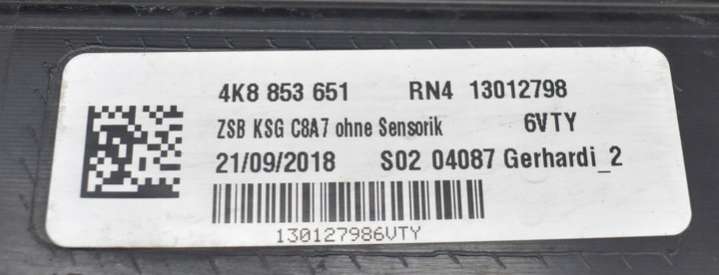 4K8 853 651 RN4 13012798
ZSB KSG C8A7 ohne Sensorik 6VTY
21/09/2018 S02 04087 Gerhardi_2
130127986VTY